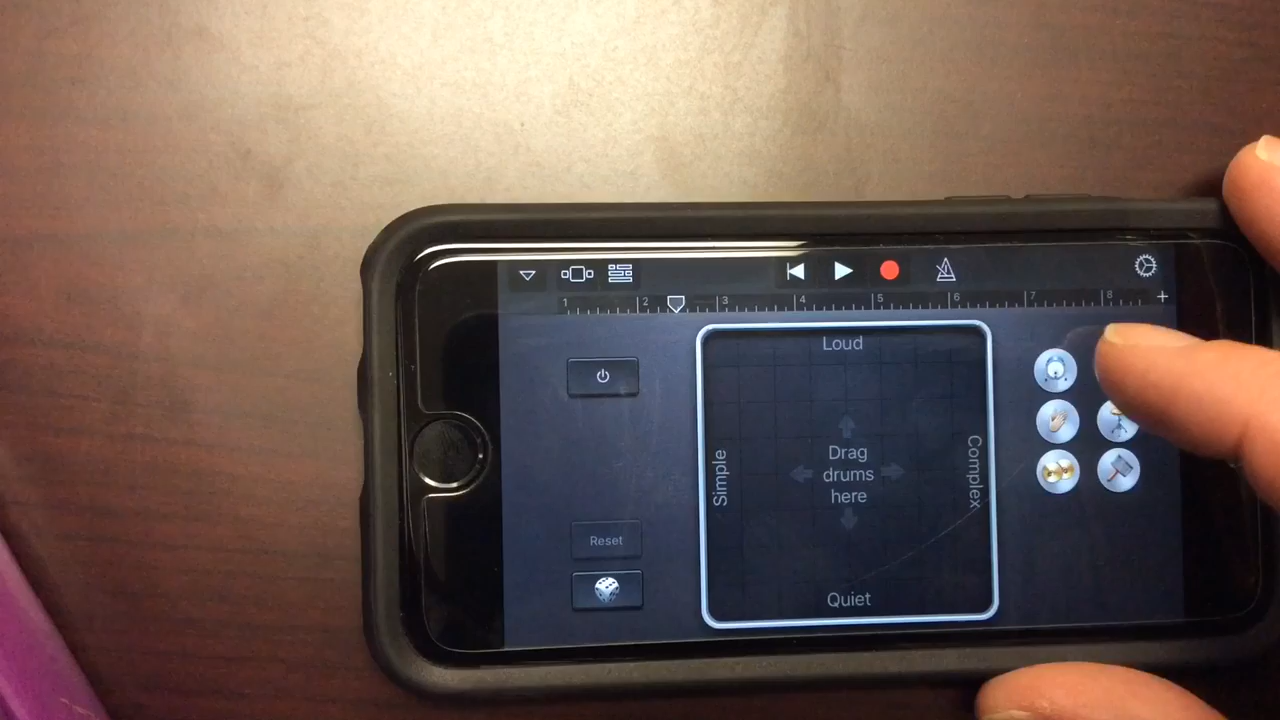 1 2 3 4 5 6 7 8 +
Loud
Simple
Drag
drums
here
Complex
Reset
Quiet